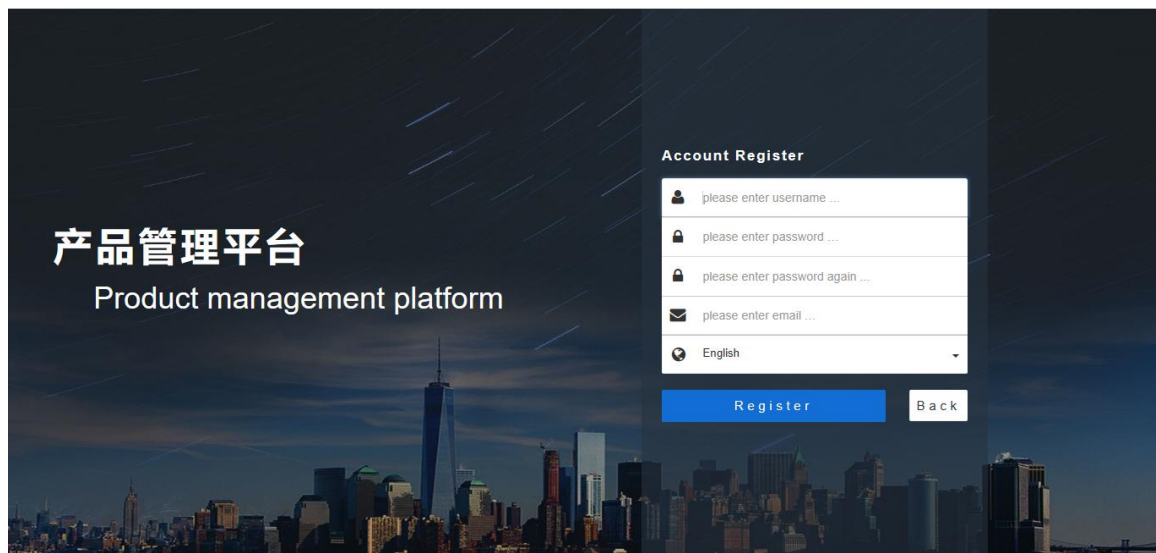 产品管理平台
Product management platform
Account Register
please enter username ...
please enter password ...
please enter password again ...
please enter email ...
English
Register
Back